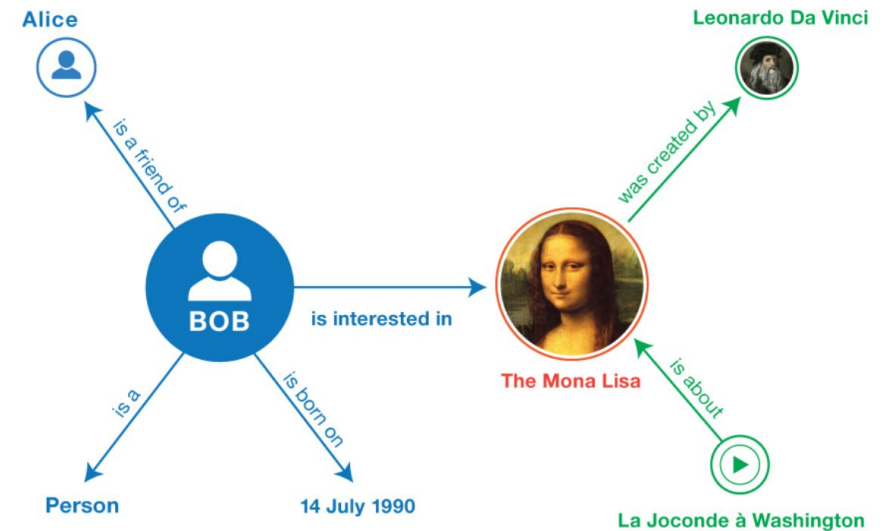 Alice
Leonardo Da Vinci
is a friend of
was created by
BOB
is interested in
The Mona Lisa
is a
is born on
is about
Person
14 July 1990
La Joconde à Washington